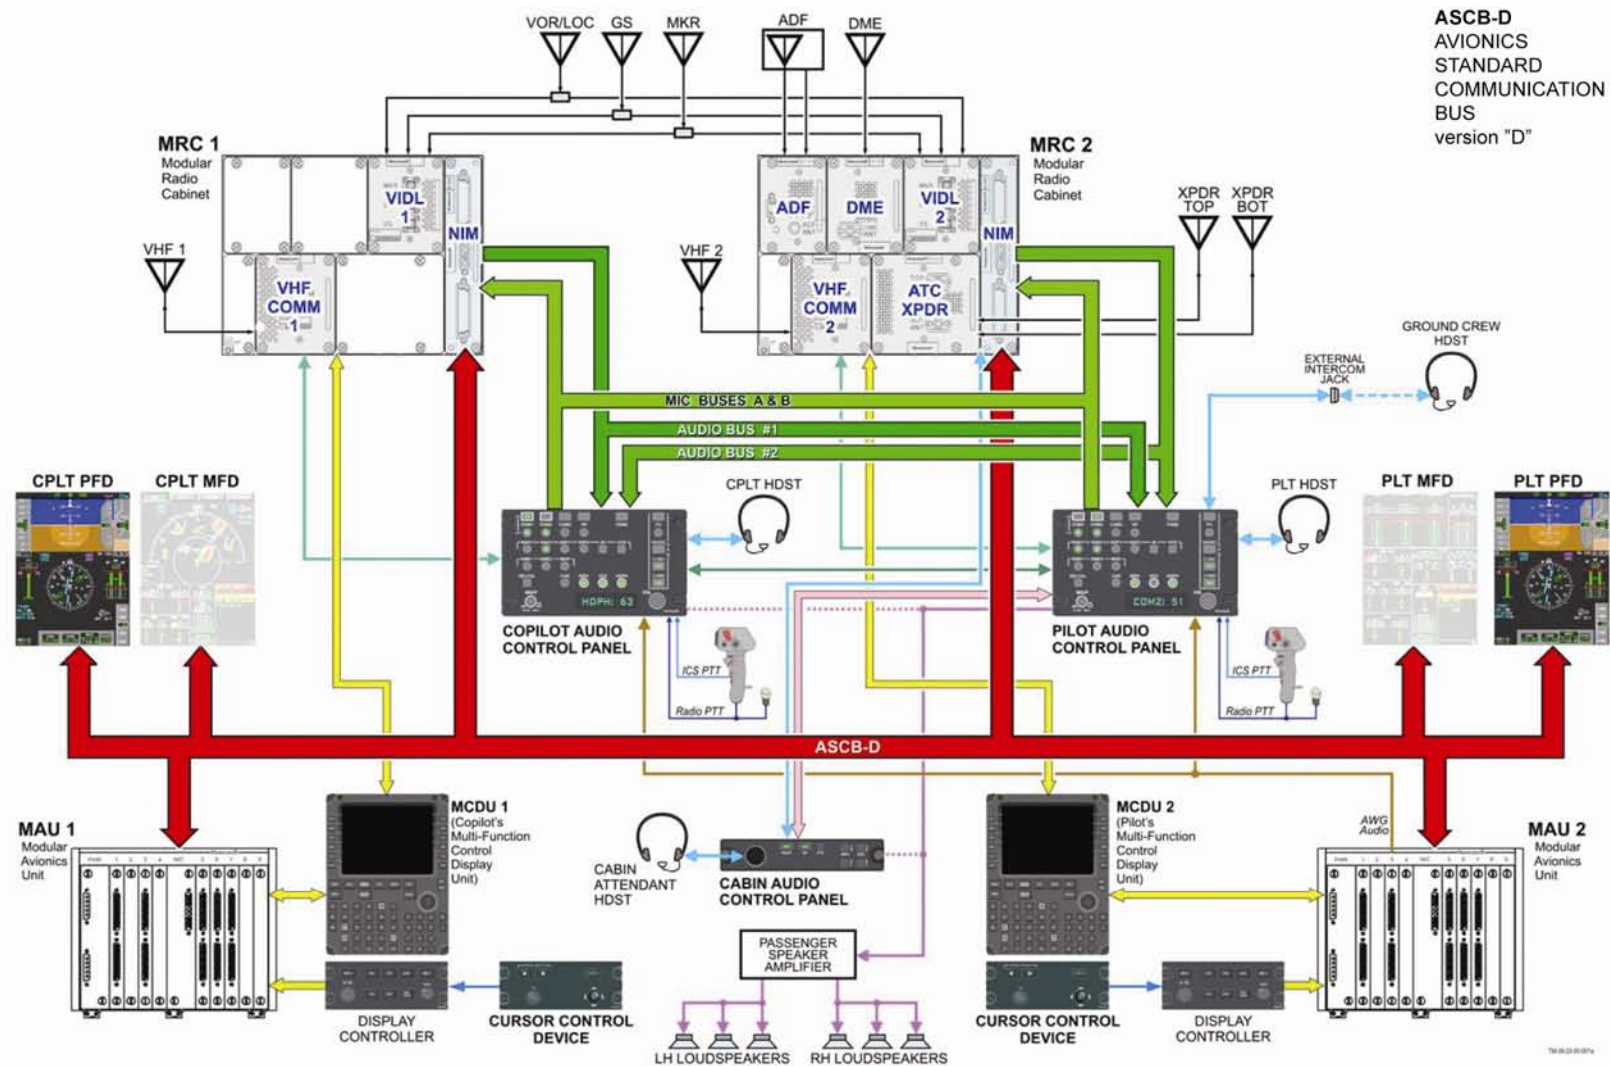 VOR/LOC
GS
MKR
ADF
DME
ASCB-D
AVIONICS
STANDARD
COMMUNICATION
BUS
version "D"
MRC 1
Modular
Radio
Cabinet
VIDL
1
NIM
VHF 1
VHF
COMM
1
MRC 2
Modular
Radio
Cabinet
ADF
DME
VIDL
2
NIM
VHF 2
VHF
COMM
2
ATC
XPDR
XPDR
TOP
XPDR
BOT
GROUND CREW
HDST
EXTERNAL
INTERCOM
JACK
MIC BUSES A & B
AUDIO BUS #1
AUDIO BUS #2
CPLT PFD
CPLT MFD
CPLT HDST
PLT HDST
PLT MFD
PLT PFD
HDPH: 63
COM2: 51
COPILOT AUDIO
CONTROL PANEL
PILOT AUDIO
CONTROL PANEL
ICS PTT
Radio PTT
ICS PTT
Radio PTT
ASCB-D
MAU 1
Modular
Avionics
Unit
MCDU 1
(Copilot's
Multi-Function
Control
Display
Unit)
CABIN
ATTENDANT
HDST
CABIN AUDIO
CONTROL PANEL
MCDU 2
(Pilot's
Multi-Function
Control
Display
Unit)
AWG
Audio
MAU 2
Modular
Avionics
Unit
PASSENGER
SPEAKER
AMPLIFIER
DISPLAY
CONTROLLER
CURSOR CONTROL
DEVICE
LH LOUDSPEAKERS
RH LOUDSPEAKERS
CURSOR CONTROL
DEVICE
DISPLAY
CONTROLLER